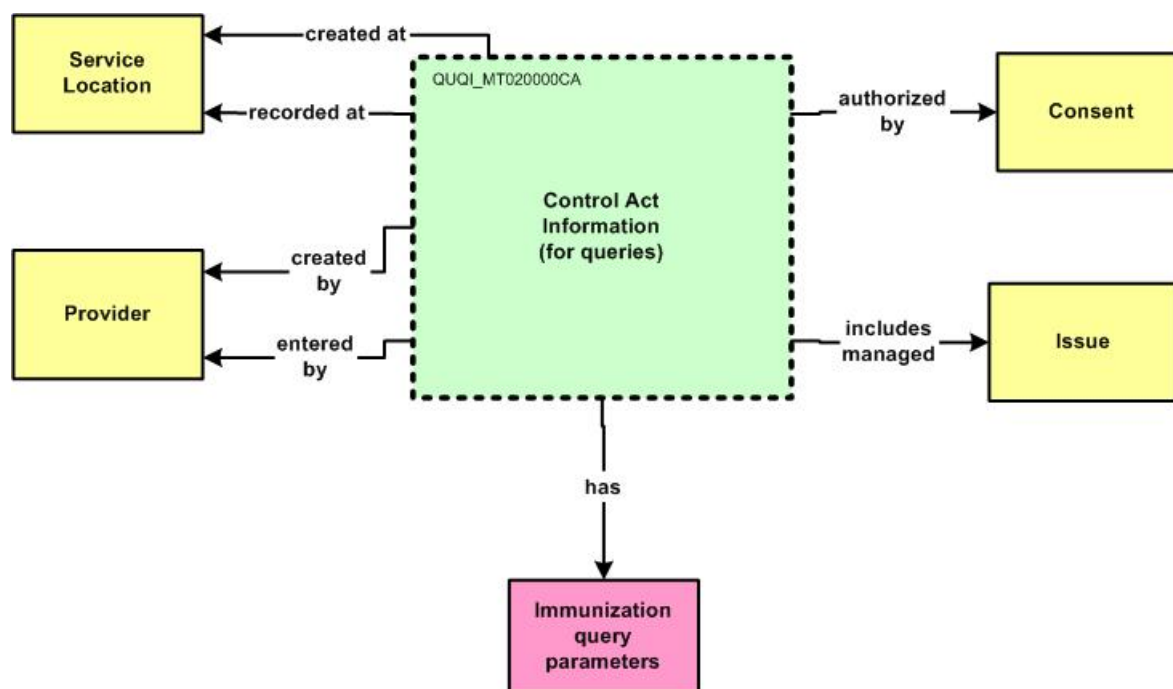 created at
Service
Location
QUQI_MT020000CA
recorded at
authorized
by
Consent
Control Act
Information
(for queries)
created
by
Provider
entered
by
includes
managed
Issue
has
Immunization
query
parameters